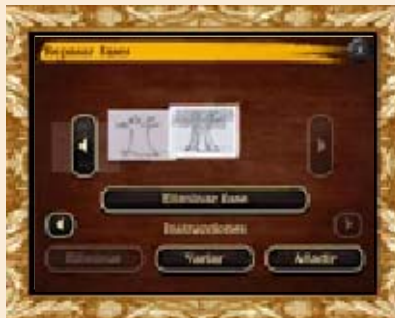 Repasar fases
Eliminar fase
Instrucciones
Eliminar
Variar
Añadir